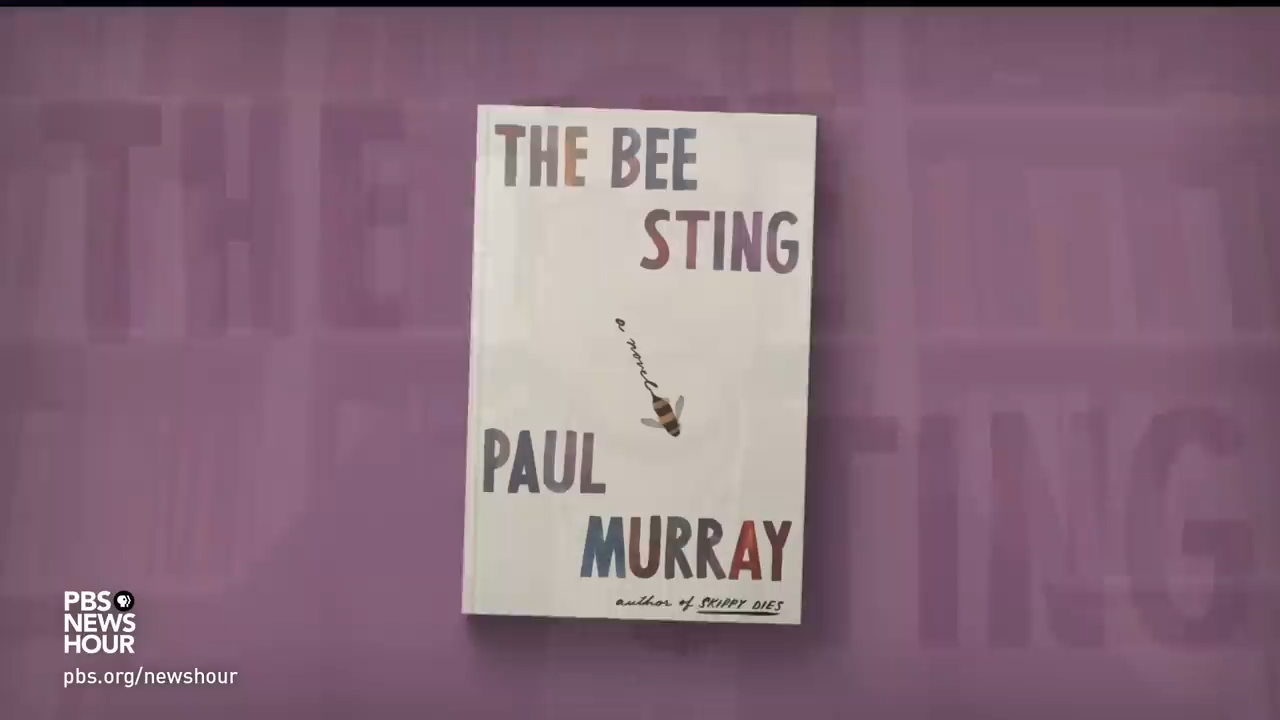 THE BEE
STING
a novel
PAUL
MURRAY
author of SKIPPY DIES
PBS
NEWS
HOUR
pbs.org/newshour